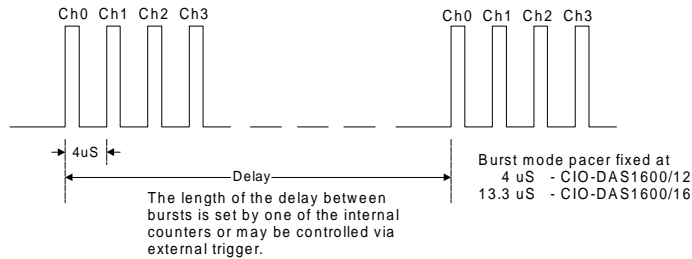 Ch0 Ch1 Ch2 Ch3
Ch0 Ch1 Ch2 Ch3
4uS
Delay
Burst mode pacer fixed at
4 uS - CIO-DAS1600/12
13.3 uS - CIO-DAS1600/16
The length of the delay between
bursts is set by one of the internal
counters or may be controlled via
external trigger.